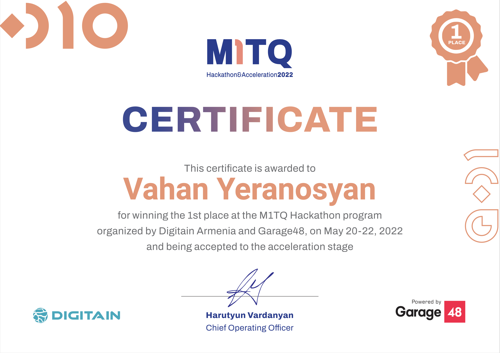 M1TQ
Hackathon&Acceleration2022
1
PLACE
CERTIFICATE
This certificate is awarded to
Vahan Yeranosyan
for winning the 1st place at the M1TQ Hackathon program
organized by Digitain Armenia and Garage48, on May 20-22, 2022
and being accepted to the acceleration stage
Harutyun Vardanyan
Chief Operating Officer
DIGITAIN
Powered by
Garage 48